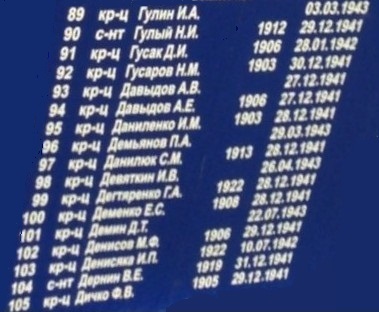 89 кр-ц Гулин И.А. 03.03.1943
90 с-нт Гулый Н.И. 1912 29.12.1941
91 кр-ц Гусак Д.И. 1906 28.01.1942
92 кр-ц Гусаров Н.М. 1903 30.12.1941
93 кр-ц Давыдов А.В. 27.12.1941
94 кр-ц Давыдов А.Е. 1906 27.12.1941
95 кр-ц Даниленко И.М. 1903 28.12.1941
96 кр-ц Демьянов П.А. 29.03.1943
97 кр-ц Данилюк С.М. 1913 28.12.1941
98 кр-ц Девяткин И.В. 26.04.1943
99 кр-ц Дегтяренко Г.А. 1922 28.12.1941
100 кр-ц Деменко Е.С. 1908 28.12.1941
101 кр-ц Демин Д.Т. 22.07.1943
102 кр-ц Денисов М.Ф. 1906 29.12.1941
103 кр-ц Денисяка И.П. 1922 10.07.1942
104 с-нт Дернин В.Е. 1919 31.12.1941
105 кр-ц Дичко Ф.В. 1905 29.12.1941